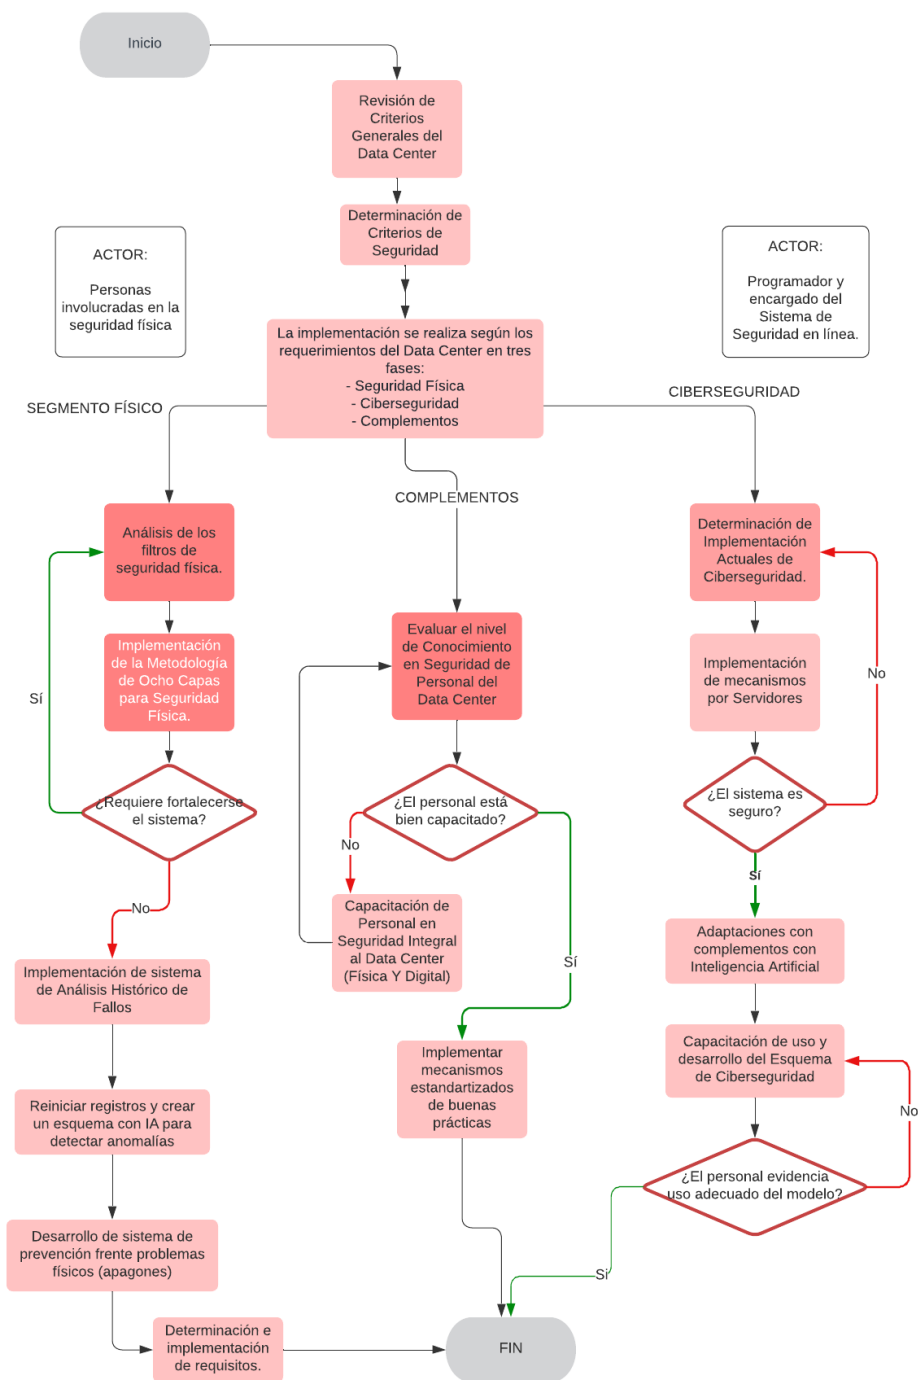 Inicio
Revisión de
Criterios
Generales del
Data Center
Determinación de
Criterios de
Seguridad
ACTOR:
Personas
involucradas en la
seguridad física
ACTOR:
Programador y
encargado del
Sistema de
Seguridad en línea.
La implementación se realiza según los
requerimientos del Data Center en tres
fases:
- Seguridad Física
- Ciberseguridad
- Complementos
SEGMENTO FÍSICO
CIBERSEGURIDAD
COMPLEMENTOS
Análisis de los
filtros de
seguridad física.
Implementación
de la Metodología
de Ocho Capas
para Seguridad
Física.
Sí
¿Requiere fortalecerse
el sistema?
No
Implementación de sistema
de Análisis Histórico de
Fallos
Reiniciar registros y crear
un esquema con IA para
detectar anomalías
Desarrollo de sistema de
prevención frente problemas
físicos (apagones)
Determinación e
implementación
de requisitos.
Evaluar el nivel
de Conocimiento
en Seguridad de
Personal del
Data Center
¿El personal está
bien capacitado?
No
Capacitación de
Personal en
Seguridad Integral
al Data Center
(Física Y Digital)
Sí
Implementar
mecanismos
estandartizados
de buenas
prácticas
Determinación de
Implementación
Actuales de
Ciberseguridad.
Implementación
de mecanismos
por Servidores
No
¿El sistema es
seguro?
Sí
Adaptaciones con
complementos con
Inteligencia Artificial
Capacitación de uso y
desarrollo del Esquema
de Ciberseguridad
No
¿El personal evidencia
uso adecuado del modelo?
Si
FIN